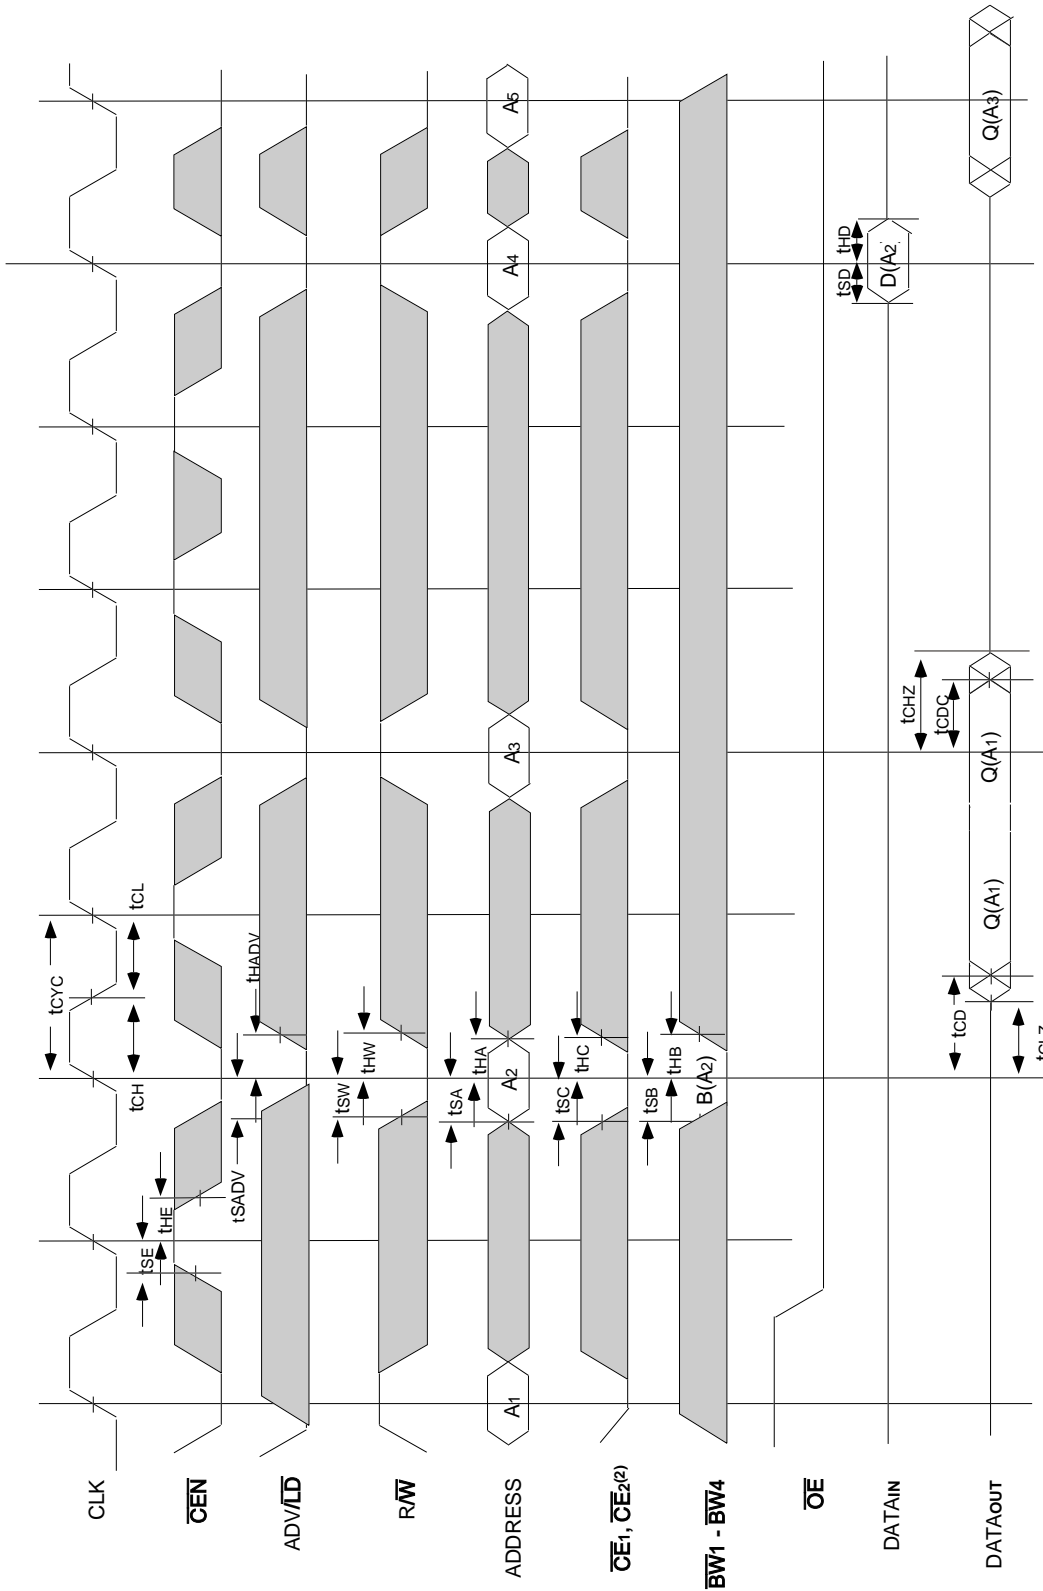 CLK
tCYC
tCH
tCL
CEN
tSE
tHE
ADV/LD
tSADV
tHADV
R/W
tSW
tHW
ADDRESS
A1
A2
A3
A4
A5
tSA
tHA
CE1, CE2(2)
tSC
tHC
BW1 - BW4
tSB
tHB
B(A2)
OE
DATAIN
D(A2
tSD
tHD
DATAOUT
tCD
tCLZ
Q(A1)
Q(A1)
tCHZ
tCDC
Q(A3)